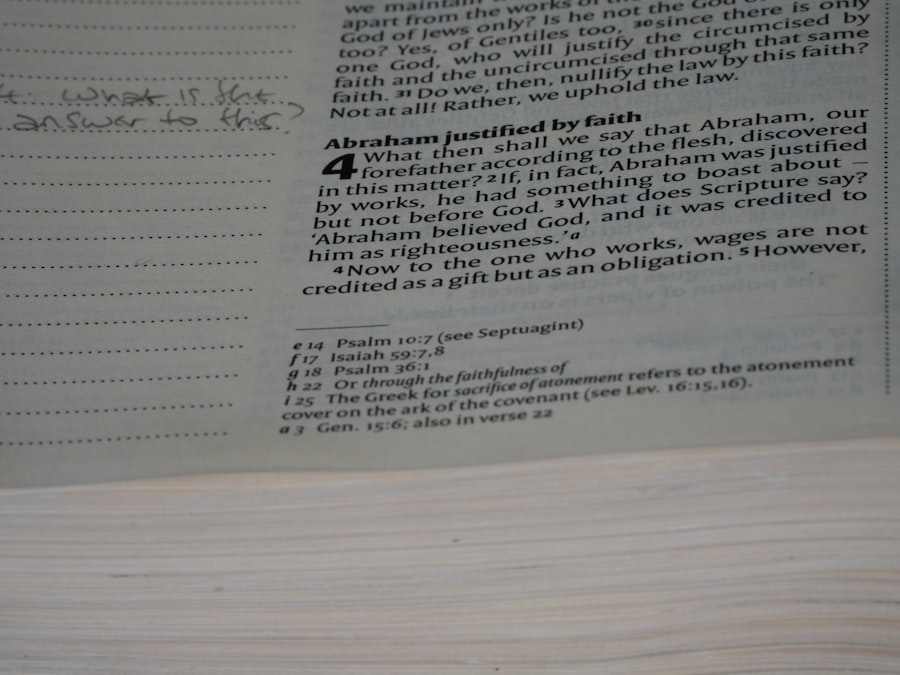 what is the
answer to this?
we maintain
apart from the works of
God of Jews only? Is he not the God of
too? Yes, of Gentiles too, 30 since there is only
one God, who will justify the circumcised by
faith and the uncircumcised through that same
faith. 31 Do we, then, nullify the law by this faith?
Not at all! Rather, we uphold the law.
Abraham justified by faith
4 What then shall we say that Abraham, our
forefather according to the flesh, discovered
in this matter? 2 If, in fact, Abraham was justified
by works, he had something to boast about –
but not before God. 3 What does Scripture say?
‘Abraham believed God, and it was credited to
him as righteousness.’a
4 Now to the one who works, wages are not
credited as a gift but as an obligation. 5 However,
e 14 Psalm 10:7 (see Septuagint)
f 17 Isaiah 59:7,8
g 18 Psalm 36:1
h 22 Or through the faithfulness of
i 25 The Greek for sacrifice of atonement refers to the atonement
cover on the ark of the covenant (see Lev. 16:15,16).
a 3 Gen. 15:6; also in verse 22